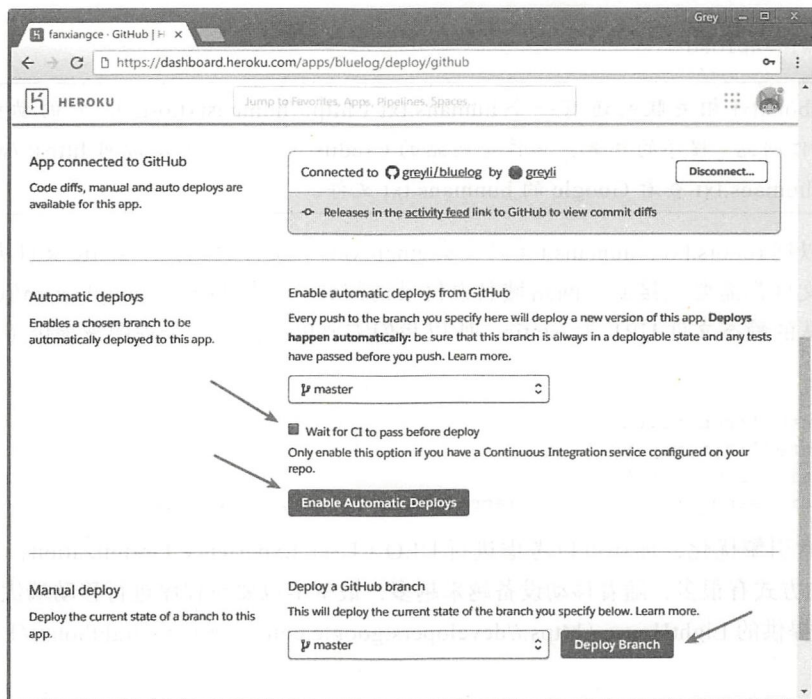 Grey
fanxiangce · GitHub | H
https://dashboard.heroku.com/apps/bluelog/deploy/github
HEROKU
Jump to Favorites, Apps, Pipelines, Spaces...
App connected to GitHub
Code diffs, manual and auto deploys are
available for this app.
Connected to greyli/bluelog by greyli
Disconnect...
Releases in the activity feed link to GitHub to view commit diffs
Automatic deploys
Enables a chosen branch to be
automatically deployed to this app.
Enable automatic deploys from GitHub
Every push to the branch you specify here will deploy a new version of this app. Deploys
happen automatically: be sure that this branch is always in a deployable state and any tests
have passed before you push. Learn more.
master
Wait for CI to pass before deploy
Only enable this option if you have a Continuous Integration service configured on your
repo.
Enable Automatic Deploys
Manual deploy
Deploy the current state of a branch to this
app.
Deploy a GitHub branch
This will deploy the current state of the branch you specify below. Learn more.
master
Deploy Branch